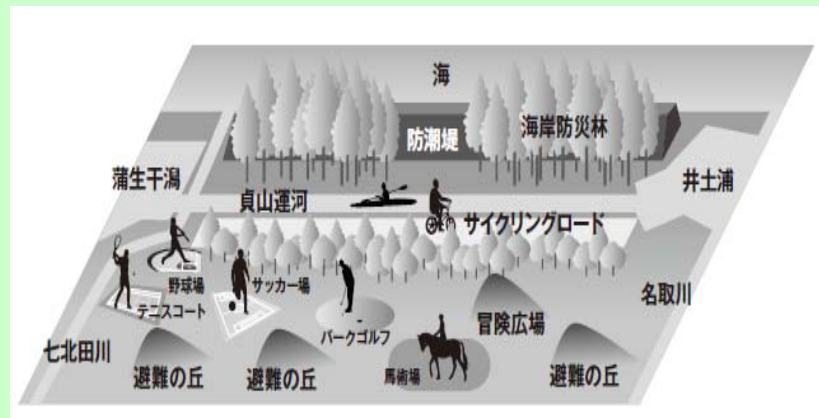 海
海岸防災林
防潮堤
蒲生干潟
井土浦
貞山運河
サイクリングロード
野球場
サッカー場
テニスコート
名取川
パークゴルフ
冒険広場
七北田川
避難の丘
避難の丘
馬術場
避難の丘